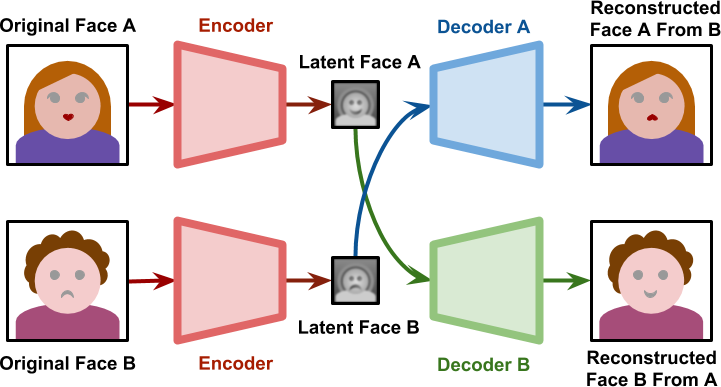 Original Face A
Encoder
Latent Face A
Decoder A
Reconstructed
Face A From B
Original Face B
Encoder
Latent Face B
Decoder B
Reconstructed
Face B From A